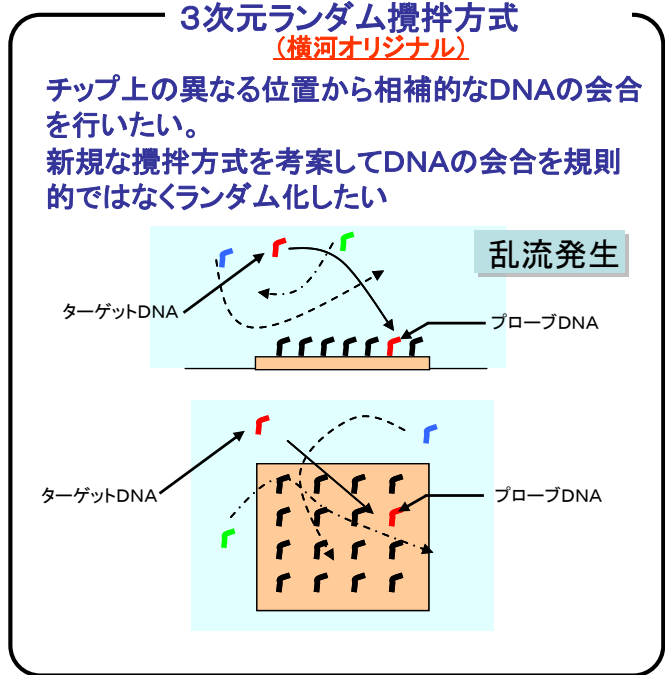 ３次元ランダム攪拌方式
（横河オリジナル）
チップ上の異なる位置から相補的なＤＮＡの会合
を行いたい。
新規な攪拌方式を考案してＤＮＡの会合を規則
的ではなくランダム化したい
乱流発生
ターゲットDNA
プローブDNA
ターゲットDNA
プローブDNA